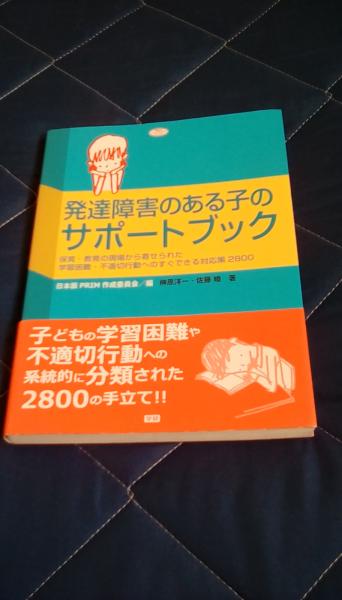 発達障害のある子の
サポートブック
保育・教育の現場から寄せられた
学習困難・不適切行動へのすぐできる対応策2800
日本版PRIM作成委員会／編 榊原洋一・佐藤暁 著
子どもの学習困難や
不適切行動への
系統的に分類された
2800の手立て!!
学研